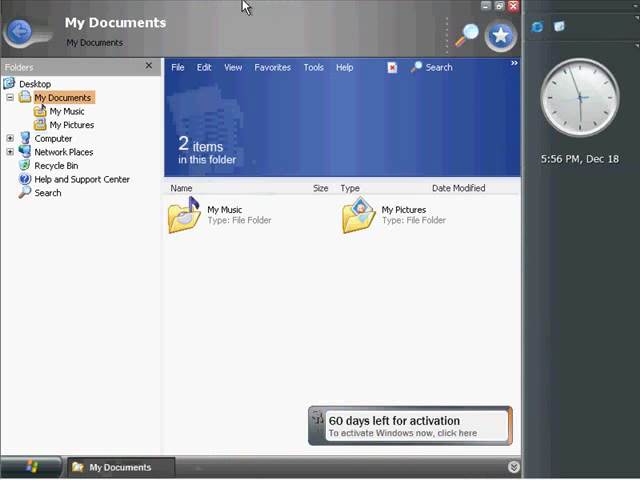 My Documents
My Documents
Folders
Desktop
My Documents
My Music
My Pictures
Computer
Network Places
Recycle Bin
Help and Support Center
Search
File Edit View Favorites Tools Help Search
2 items
in this folder
Name Size Type Date Modified
My Music
Type: File Folder
My Pictures
Type: File Folder
60 days left for activation
To activate Windows now, click here
My Documents
5:56 PM, Dec 18